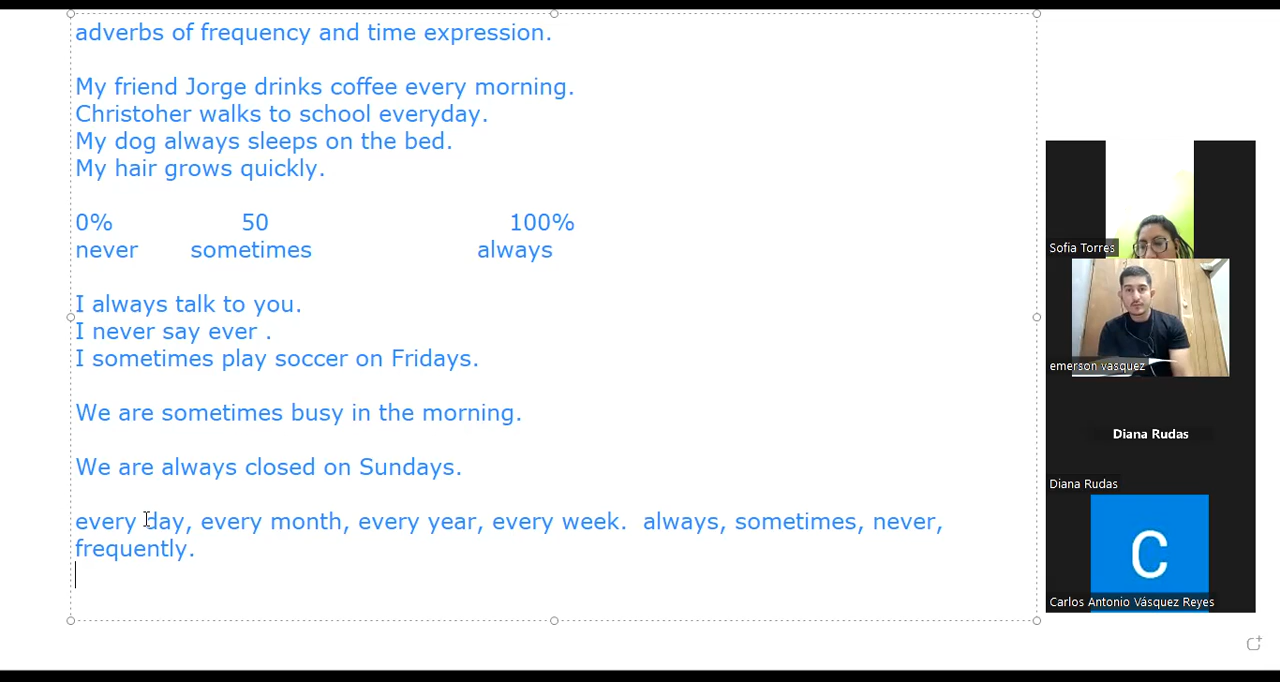 adverbs of frequency and time expression.
My friend Jorge drinks coffee every morning.
Christoher walks to school everyday.
My dog always sleeps on the bed.
My hair grows quickly.
0% 50 100%
never sometimes always
I always talk to you.
I never say ever .
I sometimes play soccer on Fridays.
We are sometimes busy in the morning.
We are always closed on Sundays.
every day, every month, every year, every week. always, sometimes, never,
frequently.
Sofia Torres
emerson vasquez
Diana Rudas
Diana Rudas
C
Carlos Antonio Vásquez Reyes